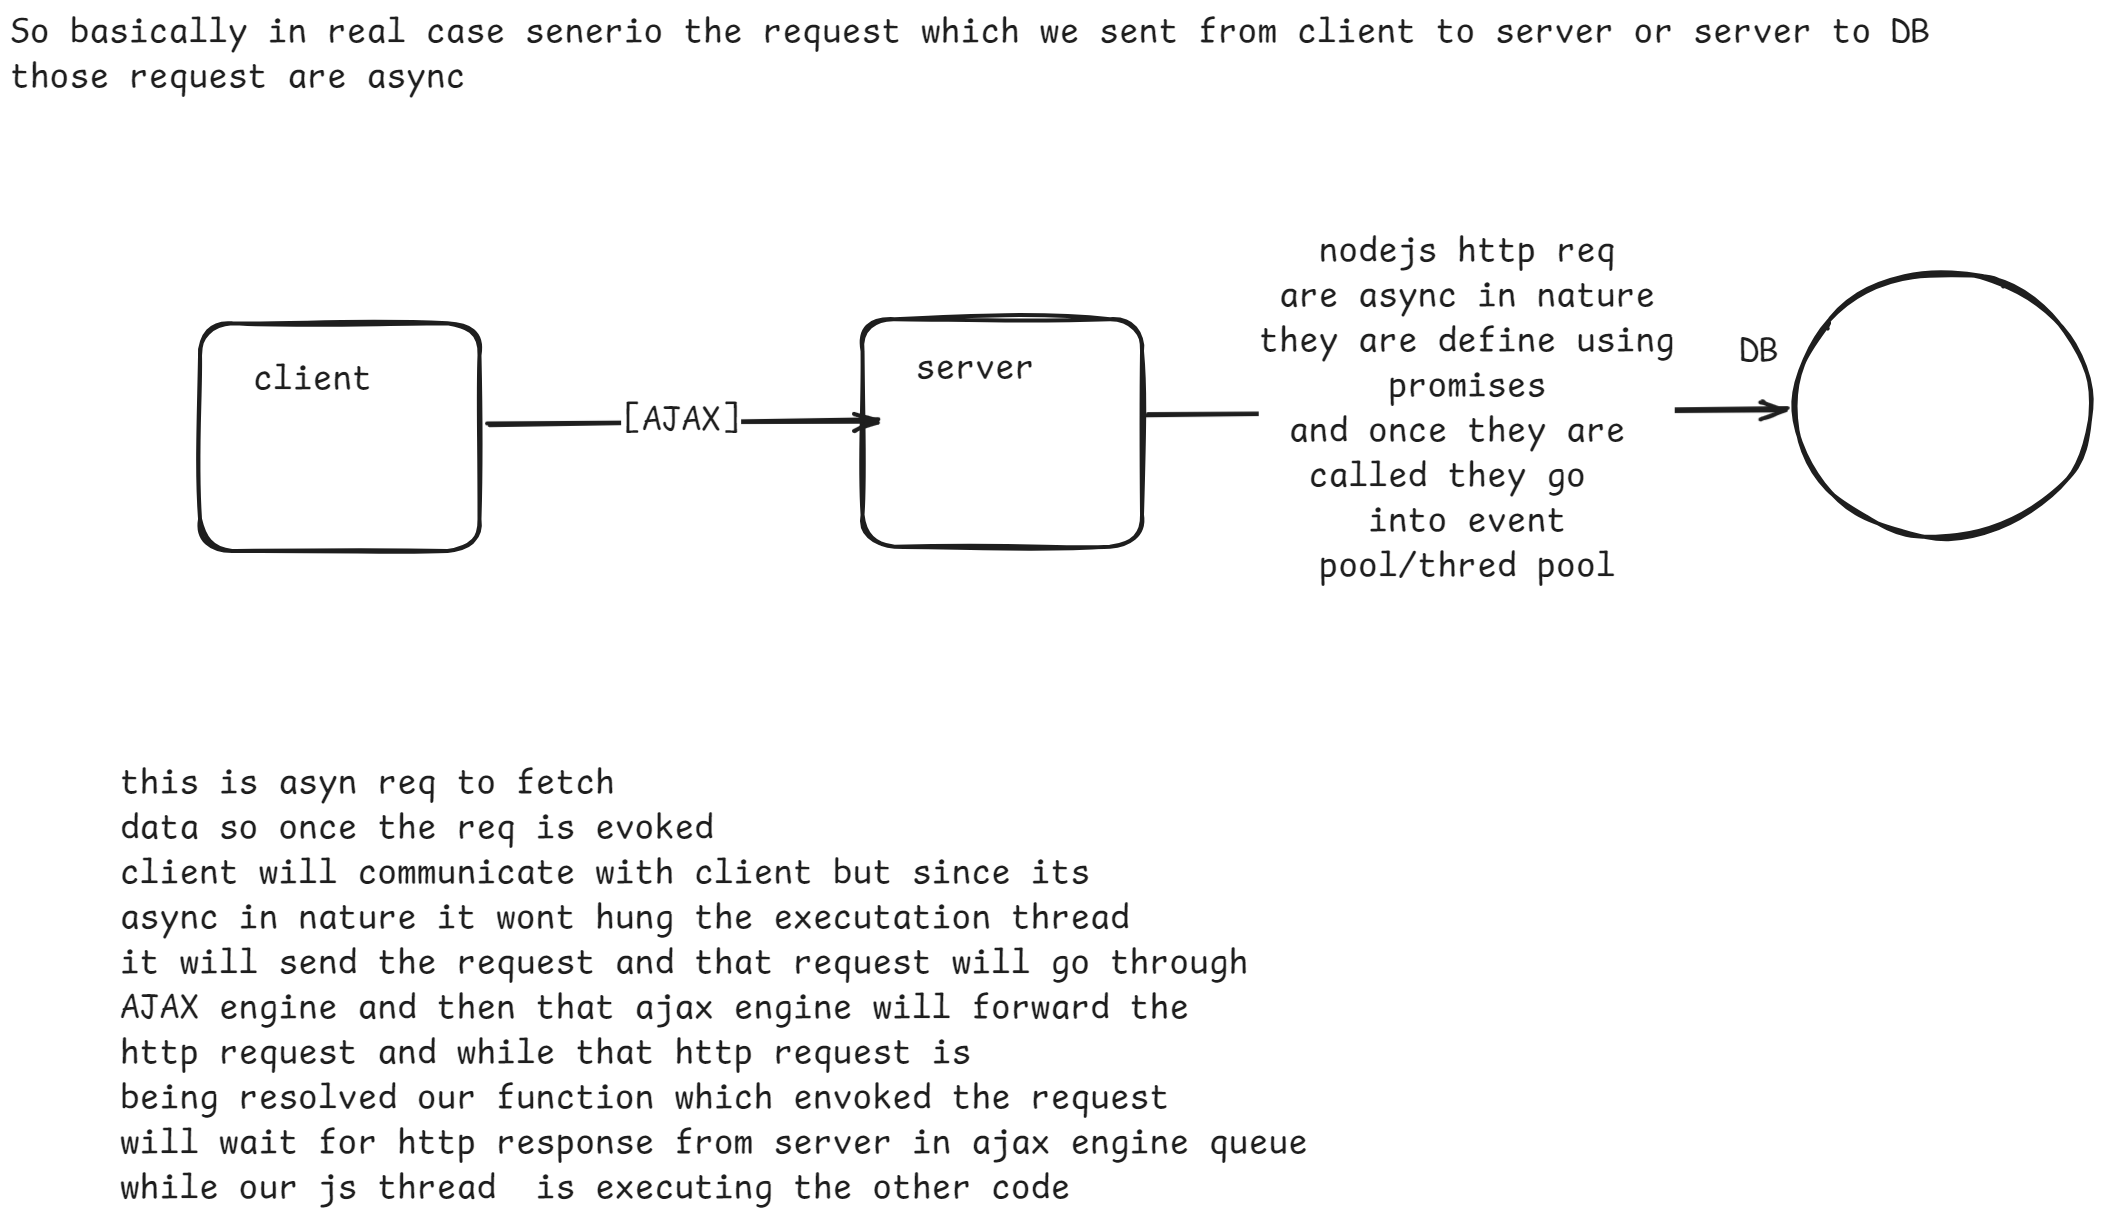 So basically in real case senerio the request which we sent from client to server or server to DB
those request are async
nodejs http req
are async in nature
they are define using
promises
and once they are
called they go
into event
pool/thred pool
DB
client
server
[AJAX]
this is asyn req to fetch
data so once the req is evoked
client will communicate with client but since its
async in nature it wont hung the executation thread
it will send the request and that request will go through
AJAX engine and then that ajax engine will forward the
http request and while that http request is
being resolved our function which envoked the request
will wait for http response from server in ajax engine queue
while our js thread  is executing the other code